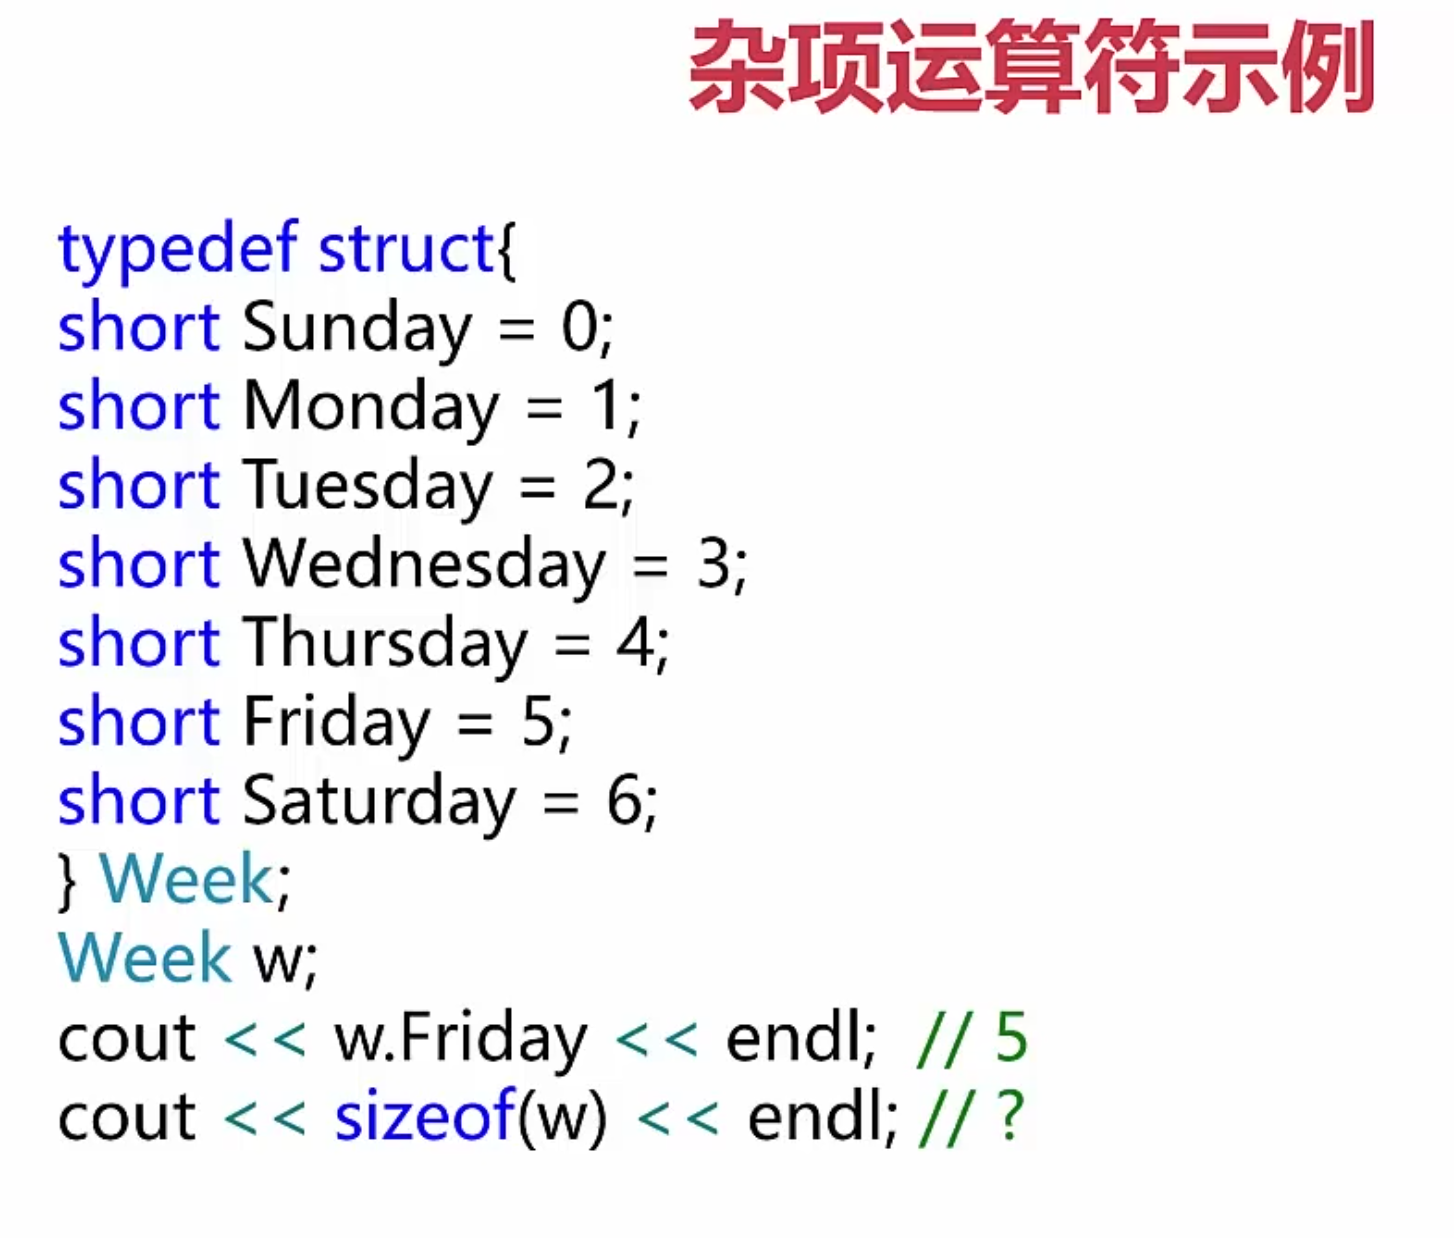 杂项运算符示例
typedef struct{
short Sunday = 0;
short Monday = 1;
short Tuesday = 2;
short Wednesday = 3;
short Thursday = 4;
short Friday = 5;
short Saturday = 6;
} Week;
Week w;
cout << w.Friday << endl; // 5
cout << sizeof(w) << endl; // ?